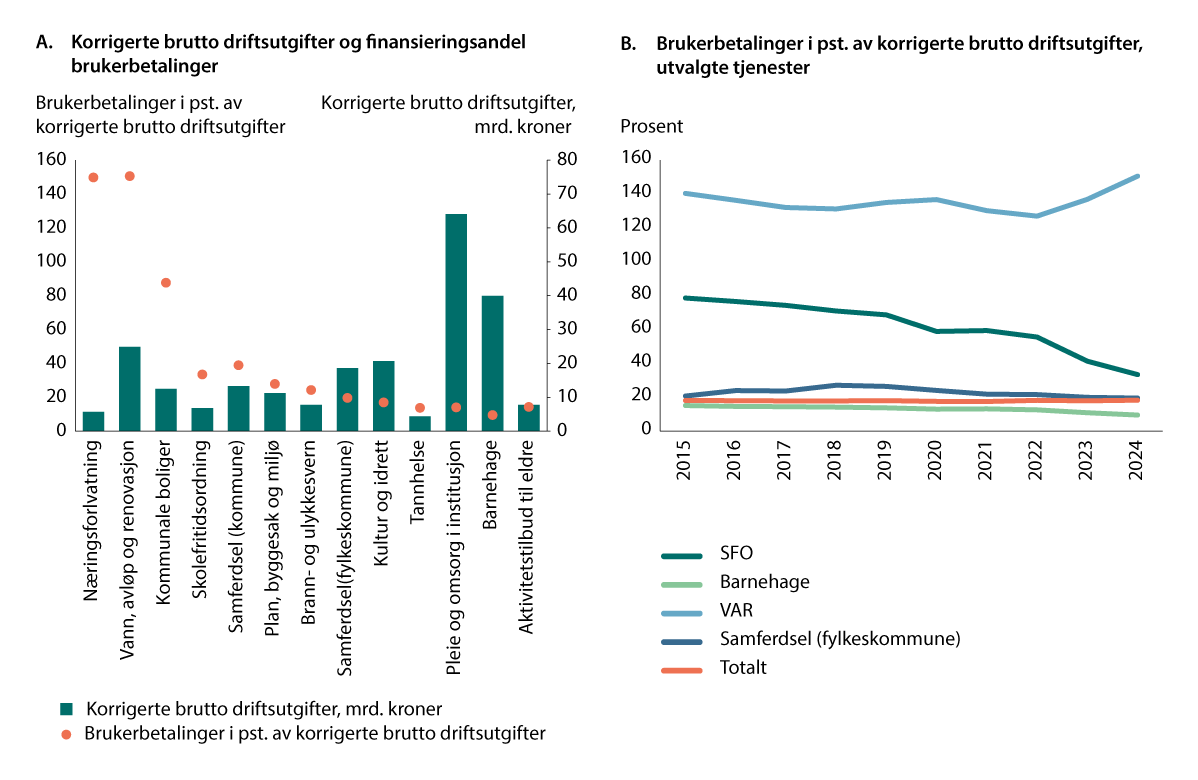 A. Korrigerte brutto driftsutgifter og finansieringsandel
brukerbetalinger
Brukerbetalinger i pst. av
korrigerte brutto driftsutgifter
Korrigerte brutto driftsutgifter,
mrd. kroner
160
140
120
100
80
60
40
20
0
80
70
60
50
40
30
20
10
0
Næringsforlvatning
Vann, avløp og renovasjon
Kommunale boliger
Skolefritidsordning
Samferdsel (kommune)
Plan, byggesak og miljø
Brann- og ulykkesvern
Samferdsel(fylkeskommune)
Kultur og idrett
Tannhelse
Pleie og omsorg i institusjon
Barnehage
Aktivitetstilbud til eldre
Korrigerte brutto driftsutgifter, mrd. kroner
Brukerbetalinger i pst. av korrigerte brutto driftsutgifter
B. Brukerbetalinger i pst. av korrigerte brutto driftsutgifter,
utvalgte tjenester
Prosent
160
140
120
100
80
60
40
20
0
2015
2016
2017
2018
2019
2020
2021
2022
2023
2024
SFO
Barnehage
VAR
Samferdsel (fylkeskommune)
Totalt